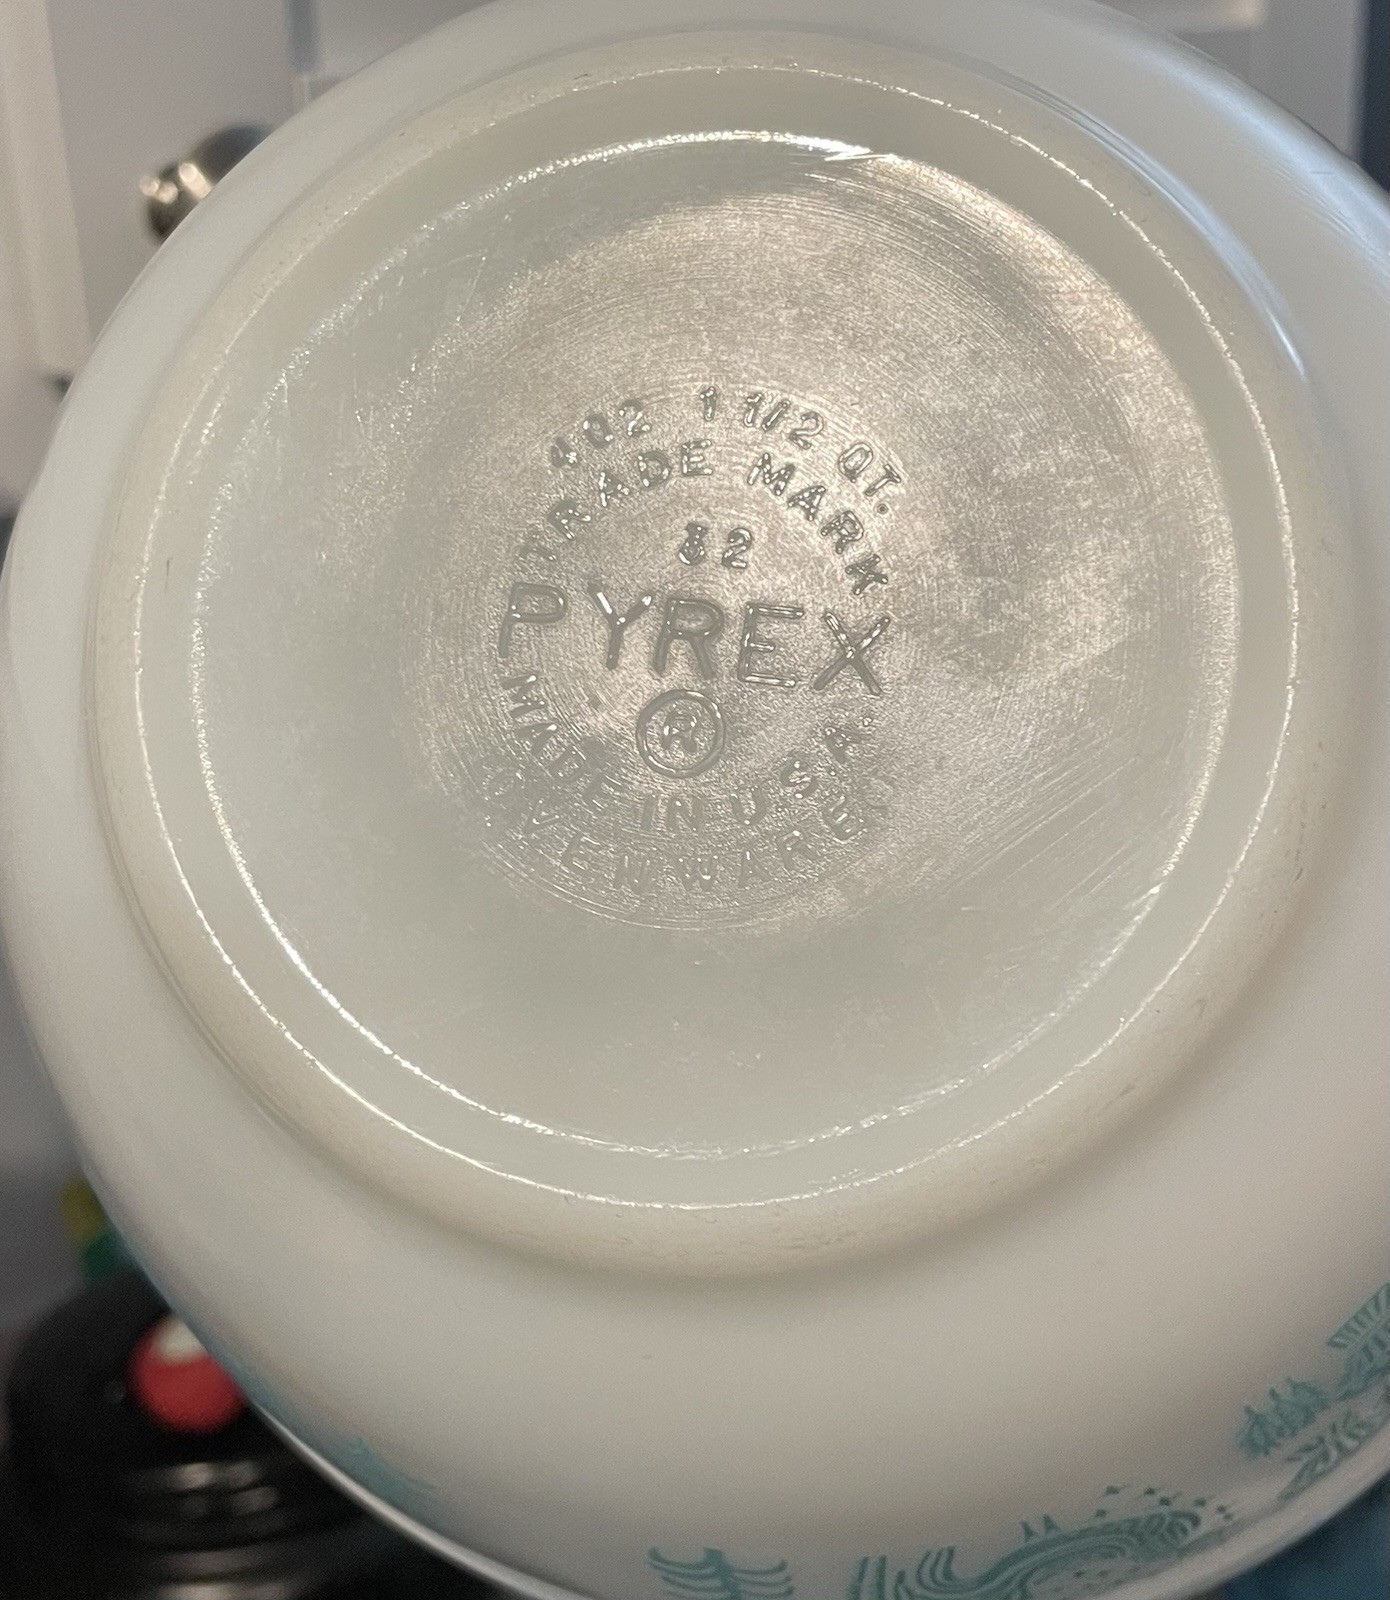 402 1 1/2 QT.
TRADE MARK
32
PYREX
®
MADE IN U.S.A.
OVENWARE